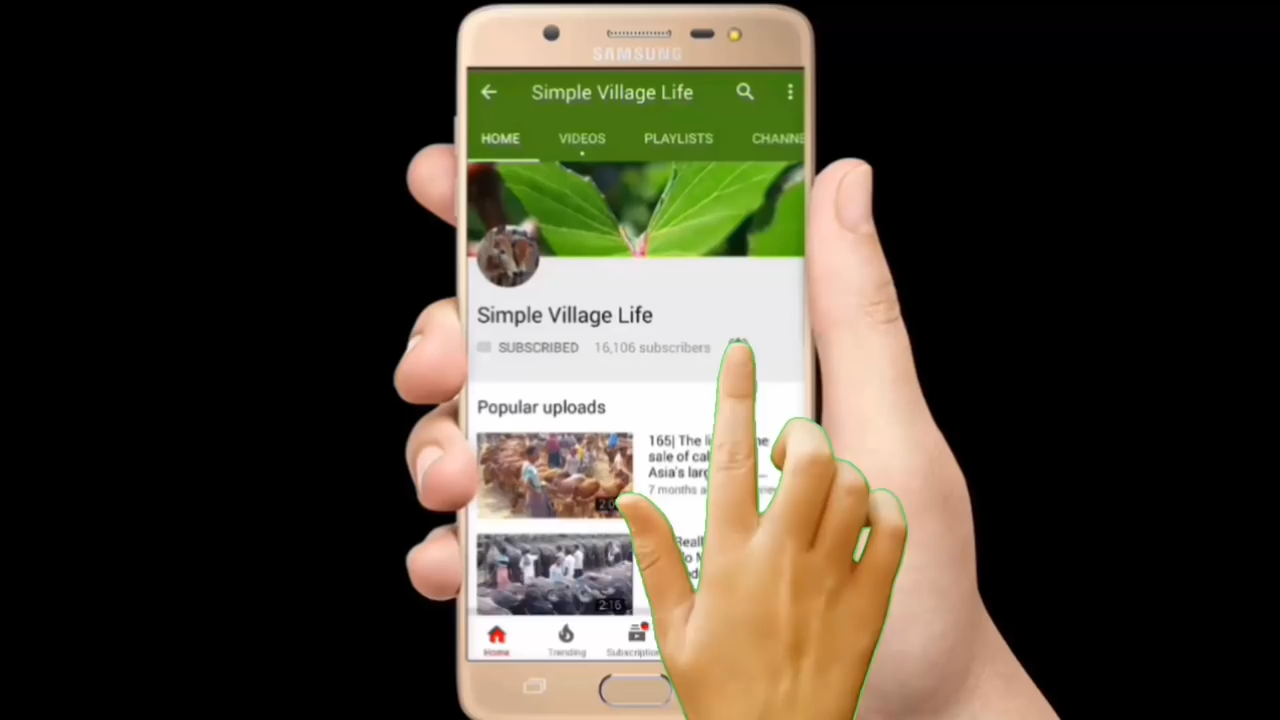 SAMSUNG
Simple Village Life
HOME VIDEOS PLAYLISTS CHANNE
Simple Village Life
SUBSCRIBED 16,106 subscribers
Popular uploads
165| The li
sale of cal
Asia's larg
7 months a
2:0
Reall
2:16
Home Trending Subscription